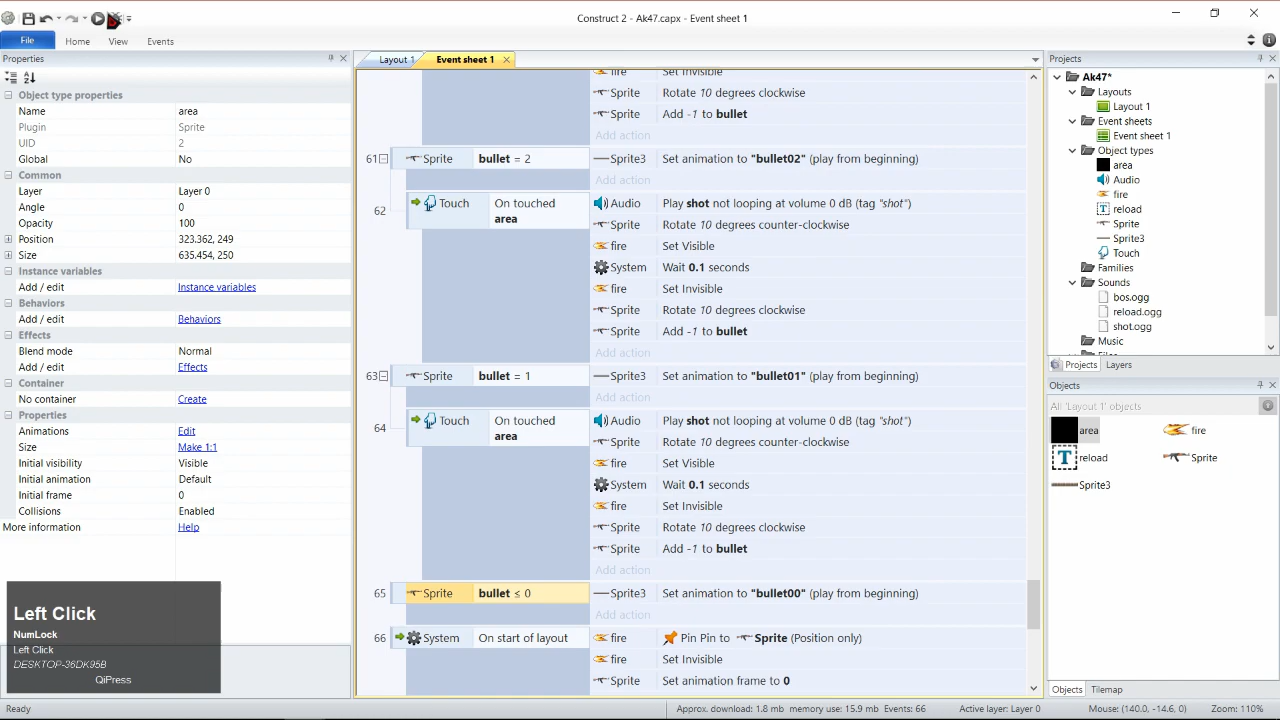 Construct 2 - Ak47.capx - Event sheet 1
File Home View Events
Properties
Object type properties
Name area
Plugin Sprite
UID 2
Global No
Common
Layer Layer 0
Angle 0
Opacity 100
Position 323.362, 249
Size 635.454, 250
Instance variables
Add / edit Instance variables
Behaviors
Add / edit Behaviors
Effects
Blend mode Normal
Add / edit Effects
Container
No container Create
Properties
Animations Edit
Size Make 1:1
Initial visibility Visible
Initial animation Default
Initial frame 0
Collisions Enabled
More information Help
Left Click
NumLock
Left Click
DESKTOP-36DK95B
QiPress
Layout 1 Event sheet 1
fire Set Invisible
Sprite Rotate 10 degrees clockwise
Sprite Add -1 to bullet
Add action
61 Sprite bullet = 2 Sprite3 Set animation to "bullet02" (play from beginning)
Add action
62 Touch On touched area Audio Play shot not looping at volume 0 dB (tag "shot")
Sprite Rotate 10 degrees counter-clockwise
fire Set Visible
System Wait 0.1 seconds
fire Set Invisible
Sprite Rotate 10 degrees clockwise
Sprite Add -1 to bullet
Add action
63 Sprite bullet = 1 Sprite3 Set animation to "bullet01" (play from beginning)
Add action
64 Touch On touched area Audio Play shot not looping at volume 0 dB (tag "shot")
Sprite Rotate 10 degrees counter-clockwise
fire Set Visible
System Wait 0.1 seconds
fire Set Invisible
Sprite Rotate 10 degrees clockwise
Sprite Add -1 to bullet
Add action
65 Sprite bullet ≤ 0 Sprite3 Set animation to "bullet00" (play from beginning)
Add action
66 System On start of layout fire Pin Pin to Sprite (Position only)
fire Set Invisible
Sprite Set animation frame to 0
Projects
Ak47*
Layouts
Layout 1
Event sheets
Event sheet 1
Object types
area
Audio
fire
reload
Sprite
Sprite3
Touch
Families
Sounds
bos.ogg
reload.ogg
shot.ogg
Music
Projects Layers
Objects
All 'Layout 1' objects
area fire
T reload Sprite
Sprite3
Objects Tilemap
Ready Approx. download: 1.8 mb memory use: 15.9 mb Events: 66 Active layer: Layer 0 Mouse: (140.0, -14.6, 0) Zoom: 110%